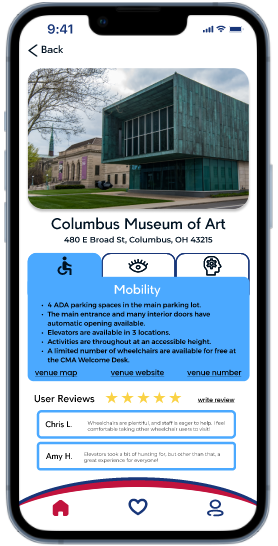 9:41
Back
Columbus Museum of Art
480 E Broad St, Columbus, OH 43215
Mobility
• 4 ADA parking spaces in the main parking lot.
• The main entrance and many interior doors have
automatic opening available.
• Elevators are available in 3 locations.
• Activities are throughout at an accessible height.
• A limited number of wheelchairs are available for free at
the CMA Welcome Desk.
venue map venue website venue number
User Reviews write review
Chris L. Wheelchairs are plentiful, and staff is eager to help. I feel
comfortable taking other wheelchair users to visit!
Amy H. Elevators took a bit of hunting for, but other than that, a
great experience for everyone!